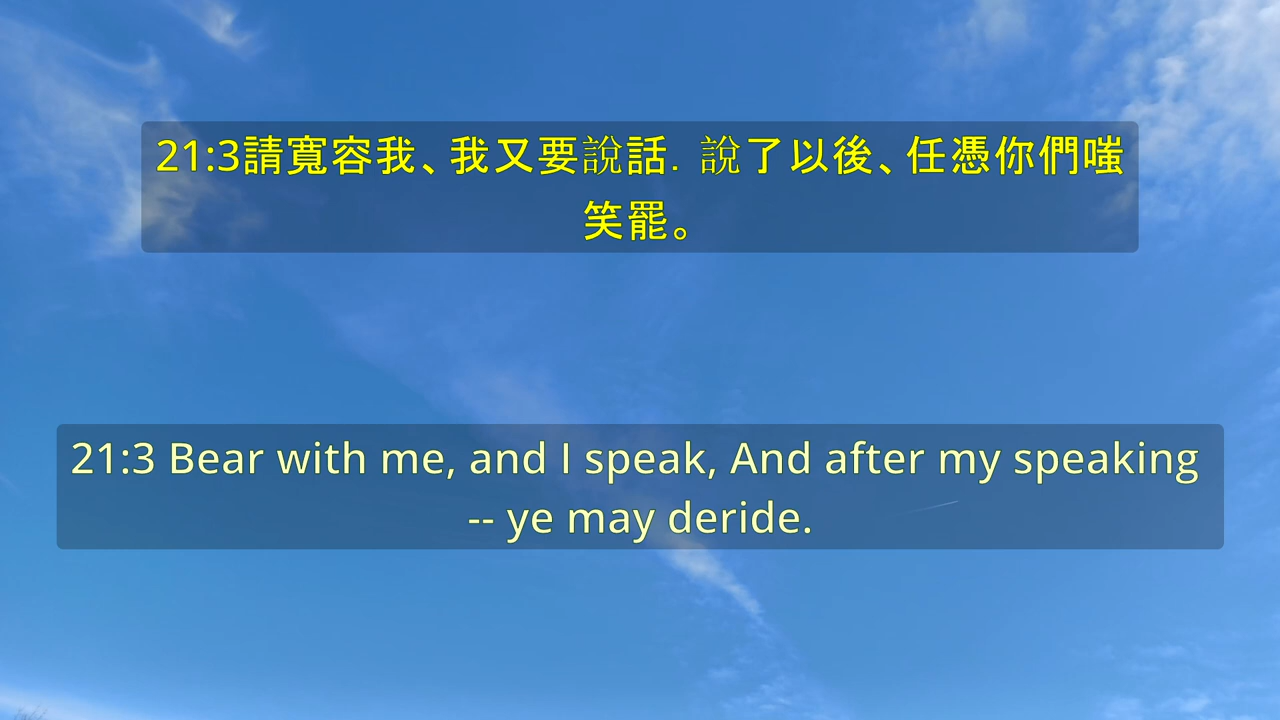 21:3請寬容我、我又要說話. 說了以後、任憑你們嗤
笑罷。
21:3 Bear with me, and I speak, And after my speaking
-- ye may deride.